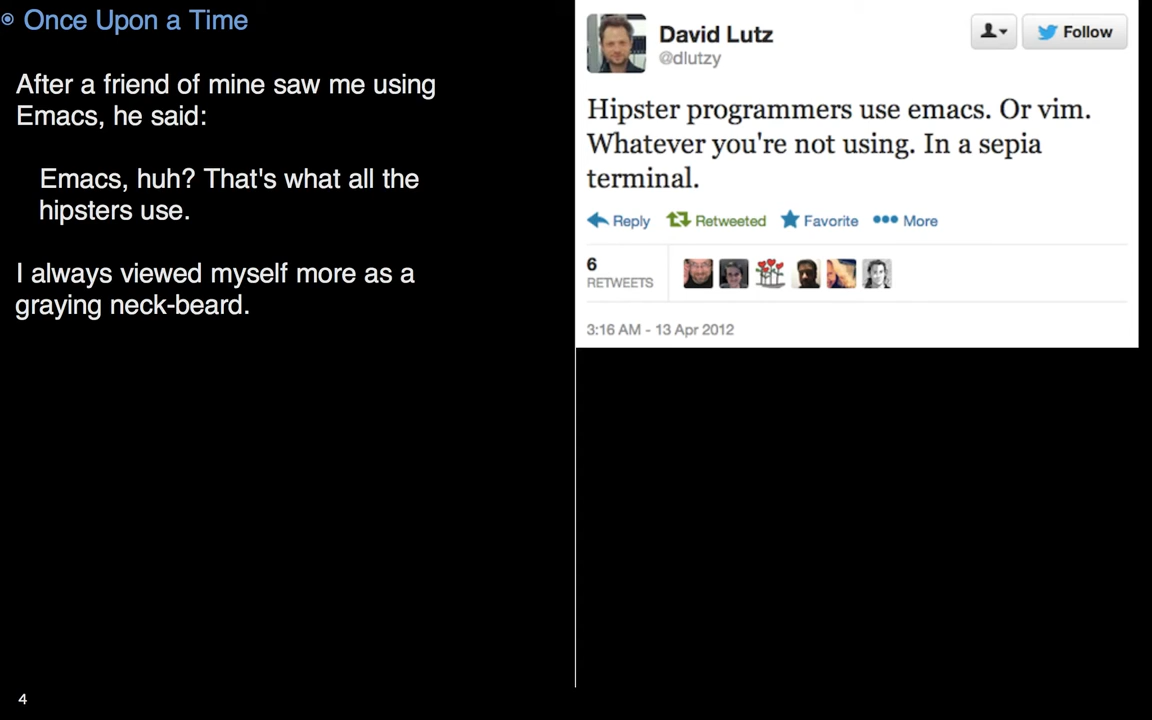 Once Upon a Time
After a friend of mine saw me using
Emacs, he said:
Emacs, huh? That's what all the
hipsters use.
I always viewed myself more as a
graying neck-beard.
4
David Lutz
@dlutzy
Follow
Hipster programmers use emacs. Or vim.
Whatever you're not using. In a sepia
terminal.
Reply Retweeted Favorite More
6
RETWEETS
3:16 AM - 13 Apr 2012